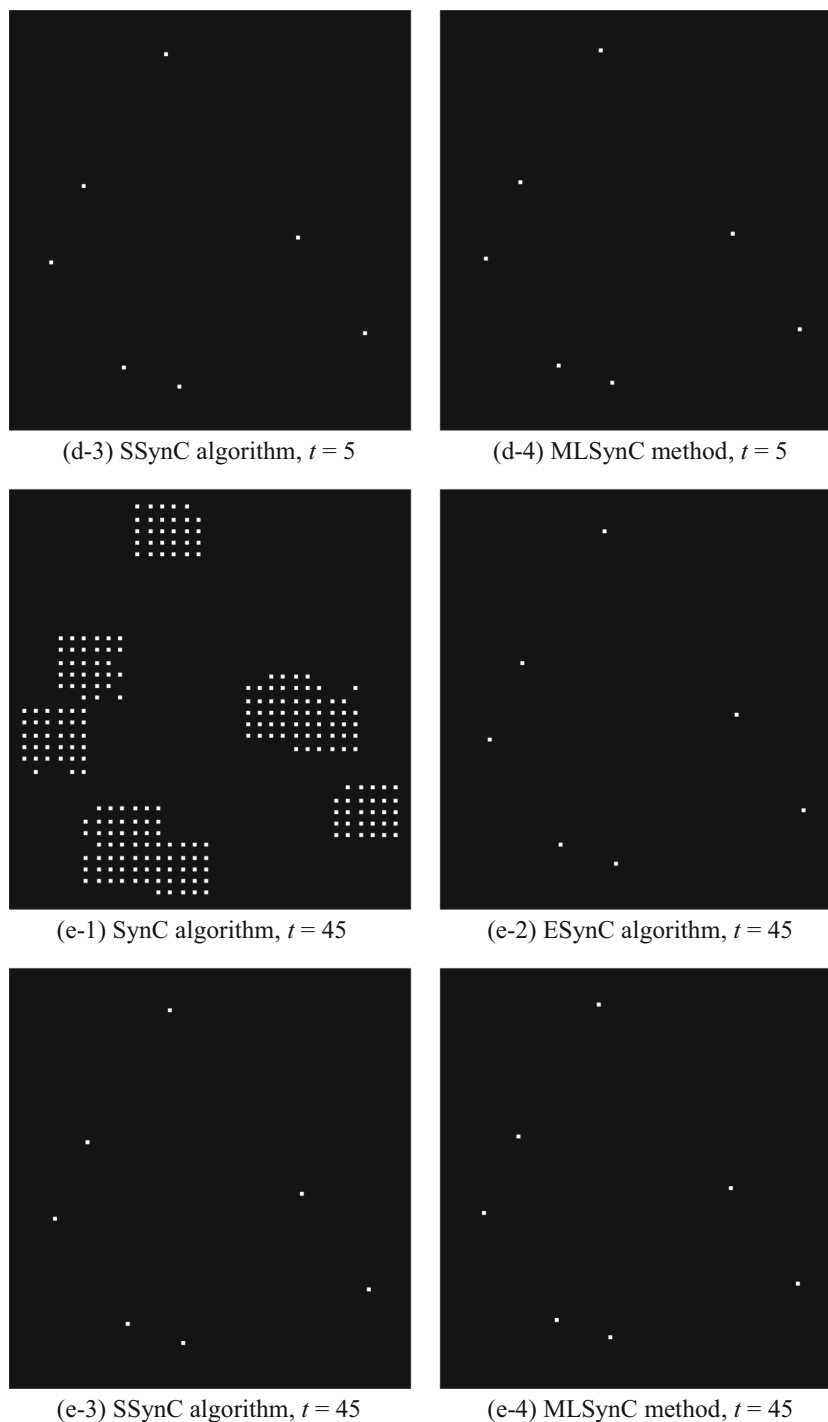 (d-3) SSynC algorithm, t = 5
(d-4) MLSynC method, t = 5
(e-1) SynC algorithm, t = 45
(e-2) ESynC algorithm, t = 45
(e-3) SSynC algorithm, t = 45
(e-4) MLSynC method, t = 45